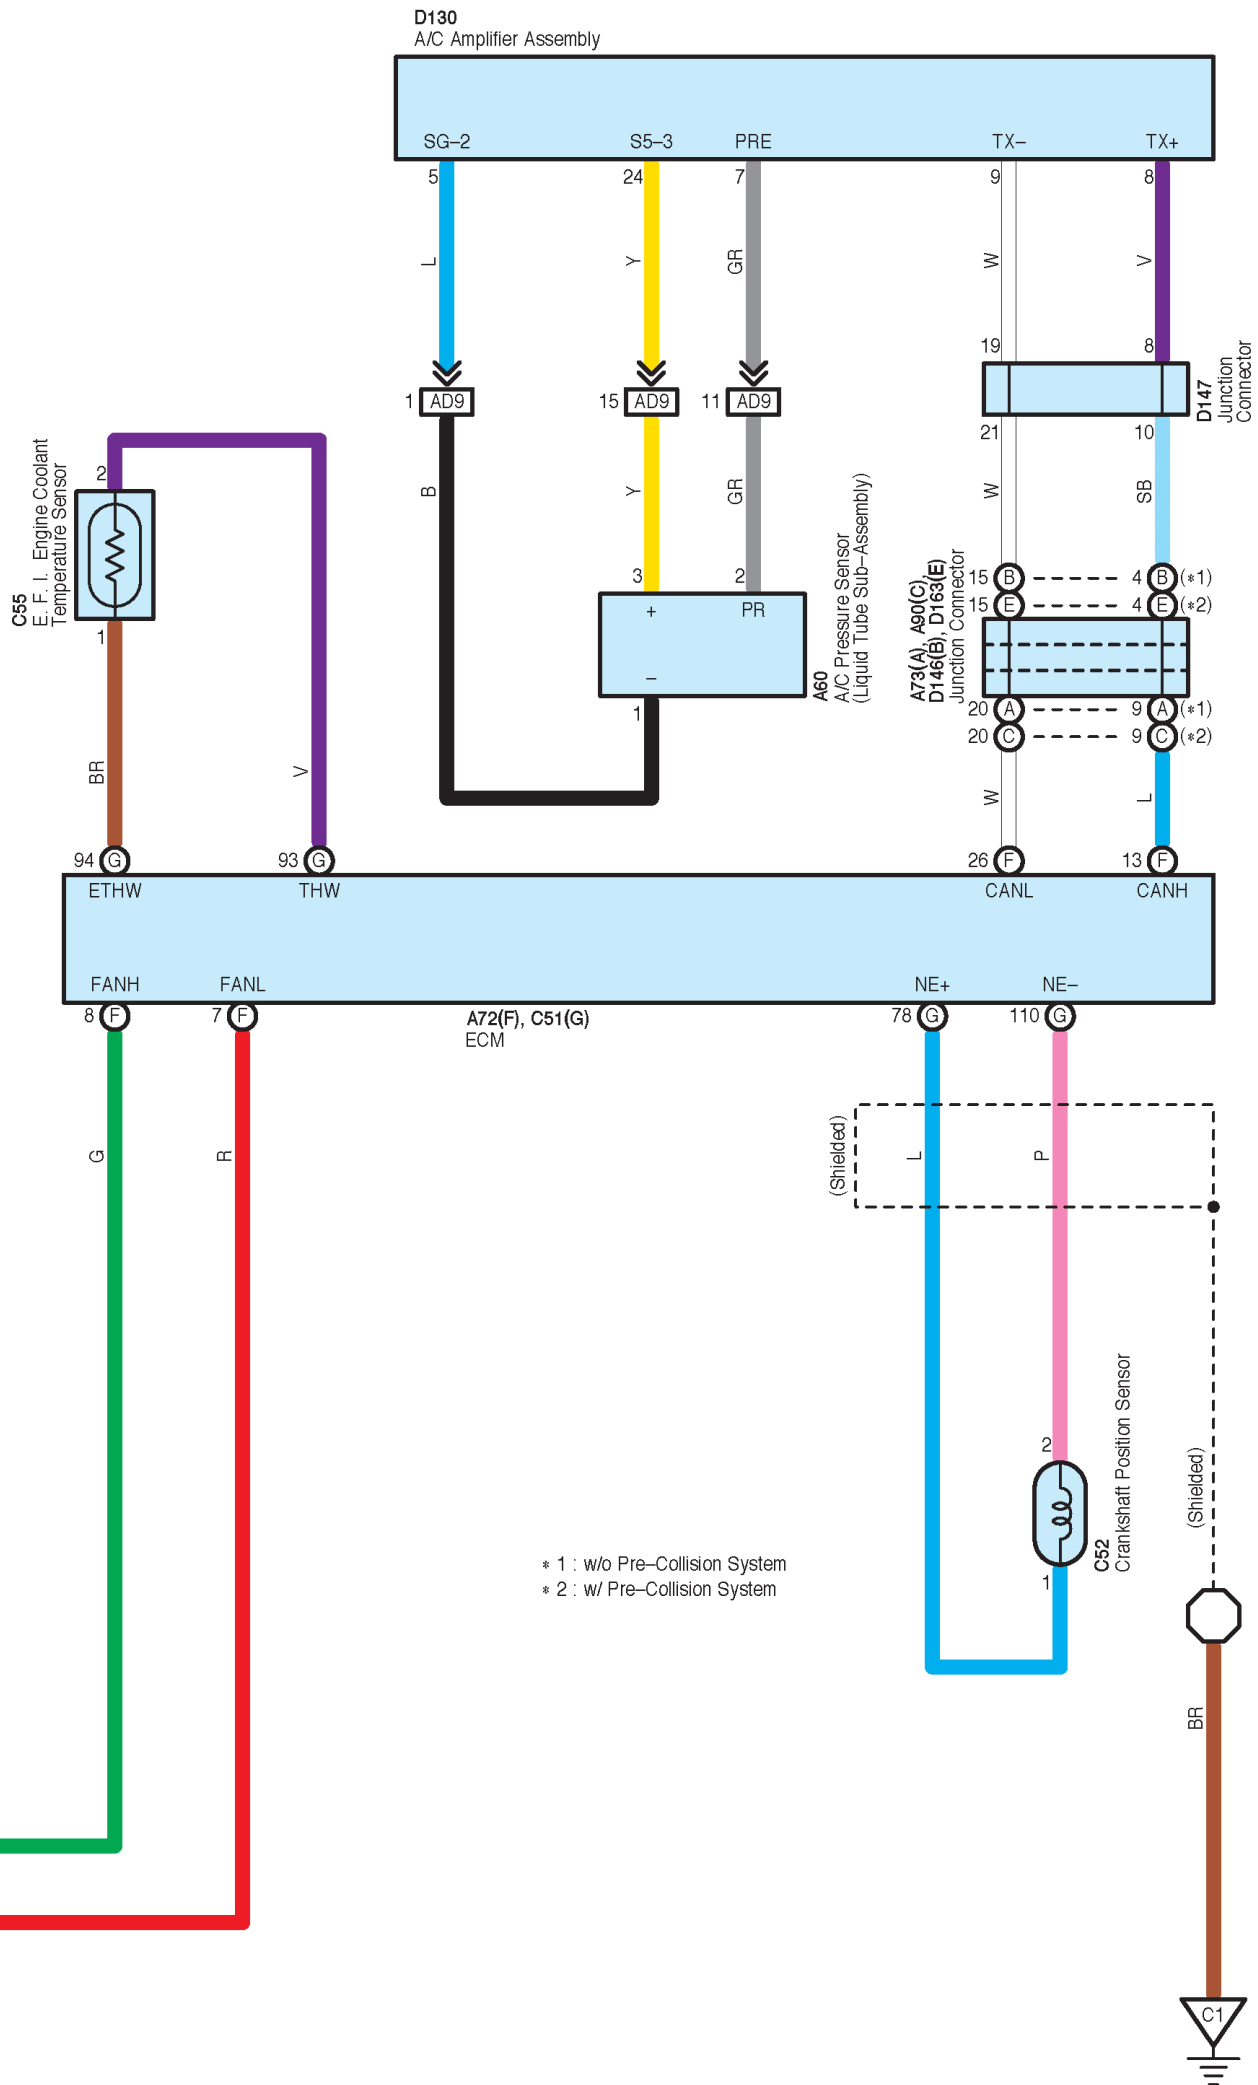 D130
A/C Amplifier Assembly
SG–2 S5–3 PRE TX– TX+
5 24 7 9 8
L Y GR W V
19 8
D147
Junction
Connector
1 AD9 15 AD9 11 AD9
21 10
C55
E. F. I. Engine Coolant
Temperature Sensor
2
1
B Y GR W SB
3 2
+ PR
–
1
A60
A/C Pressure Sensor
(Liquid Tube Sub–Assembly)
A73(A), A90(C),
D146(B), D163(E)
Junction Connector
15 B 4 B (*1)
15 E 4 E (*2)
20 A 9 A (*1)
20 C 9 C (*2)
BR V W L
94 G 93 G 26 F 13 F
ETHW THW CANL CANH
FANH FANL NE+ NE–
8 F 7 F 78 G 110 G
A72(F), C51(G)
ECM
G R L P
(Shielded)
2
1
C52
Crankshaft Position Sensor
(Shielded)
* 1 : w/o Pre–Collision System
* 2 : w/ Pre–Collision System
BR
C1